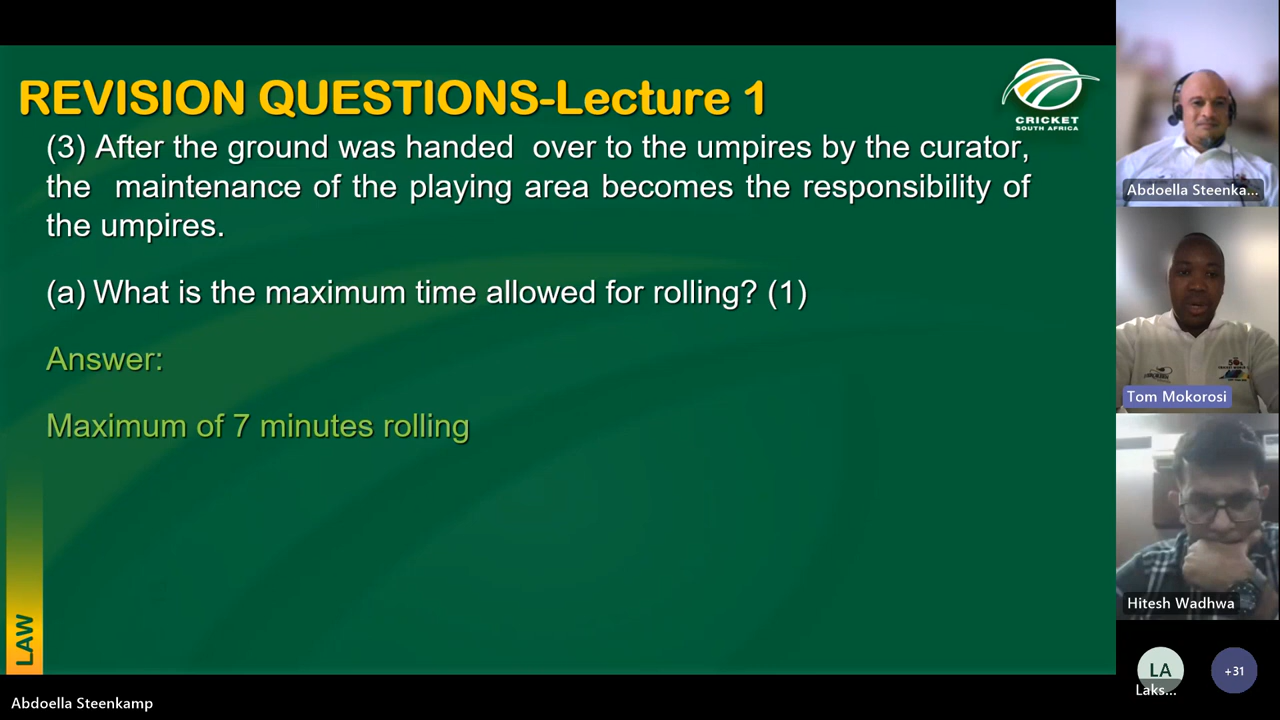 REVISION QUESTIONS-Lecture 1
CRICKET
SOUTH AFRICA
(3) After the ground was handed over to the umpires by the curator,
the maintenance of the playing area becomes the responsibility of
the umpires.
(a) What is the maximum time allowed for rolling? (1)
Answer:
Maximum of 7 minutes rolling
LAW
Abdoella Steenkamp
Abdoella Steenka...
Tom Mokorosi
Hitesh Wadhwa
LA
Laks...
+31